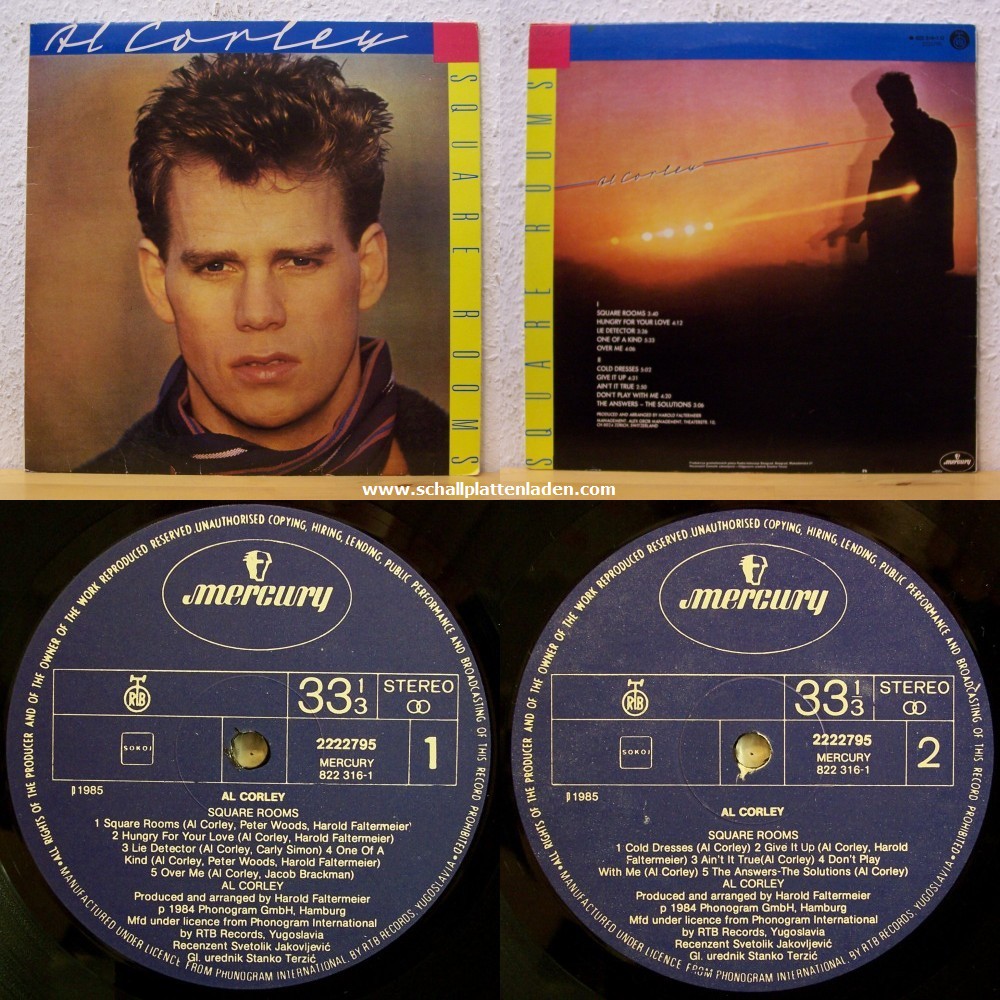 Al Corley
SQUARE ROOMS
RTB
Al Corley
SQUARE ROOMS
I
SQUARE ROOMS 3:40
HUNGRY FOR YOUR LOVE 4:12
LIE DETECTOR
ONE OF A KIND
OVER ME 4:06
COLD DRESSES
GIVE IT UP
AIN'T IT TRUE
DON'T PLAY WITH ME
THE ANSWERS – THE SOLUTIONS
PRODUCED AND ARRANGED BY HAROLD FALTERMEIER
MANAGEMENT: ALEX GROB MANAGEMENT,
ZÜRICH, SWITZERLAND
mercury
www.schallplattenladen.com
ALL RIGHTS OF THE PRODUCER AND OF THE OWNER OF THE WORK REPRODUCED RESERVED.UNAUTHORISED COPYING, HIRING, LENDING, PUBLIC PERFORMANCE AND BROADCASTING OF THIS RECORD PROHIBITED
mercury
RTB
33 1/3
STEREO
SOKOJ
2222795
MERCURY
822 316-1
1
p 1985
AL CORLEY
SQUARE ROOMS
1 Square Rooms (Al Corley, Peter Woods, Harold Faltermeier)
2 Hungry For Your Love (Al Corley, Harold Faltermeier)
3 Lie Detector (Al Corley, Carly Simon) 4 One Of A
Kind (Al Corley, Peter Woods, Harold Faltermeier)
5 Over Me (Al Corley, Jacob Brackman)
AL CORLEY
Produced and arranged by Harold Faltermeier
p 1984 Phonogram GmbH, Hamburg
Mfd under licence from Phonogram International
by RTB Records, Yugoslavia
Recenzent Svetolik Jakovljević
Gl. urednik Stanko Terzić
MANUFACTURED UNDER LICENCE FROM PHONOGRAM INTERNATIONAL, BY RTB RECORDS, YUGOSLAVIA
ALL RIGHTS OF THE PRODUCER AND OF THE OWNER OF THE WORK REPRODUCED RESERVED.UNAUTHORISED COPYING, HIRING, LENDING, PUBLIC PERFORMANCE AND BROADCASTING OF THIS RECORD PROHIBITED
mercury
RTB
33 1/3
STEREO
SOKOJ
2222795
MERCURY
822 316-1
2
p 1985
AL CORLEY
SQUARE ROOMS
1 Cold Dresses (Al Corley) 2 Give It Up (Al Corley, Harold
Faltermeier) 3 Ain't It True(Al Corley) 4 Don't Play
With Me (Al Corley) 5 The Answers-The Solutions (Al Corley)
AL CORLEY
Produced and arranged by Harold Faltermeier
p 1984 Phonogram GmbH, Hamburg
Mfd under licence from Phonogram International
by RTB Records, Yugoslavia
Recenzent Svetolik Jakovljević
Gl. urednik Stanko Terzić
MANUFACTURED UNDER LICENCE FROM PHONOGRAM INTERNATIONAL, BY RTB RECORDS, YUGOSLAVIA